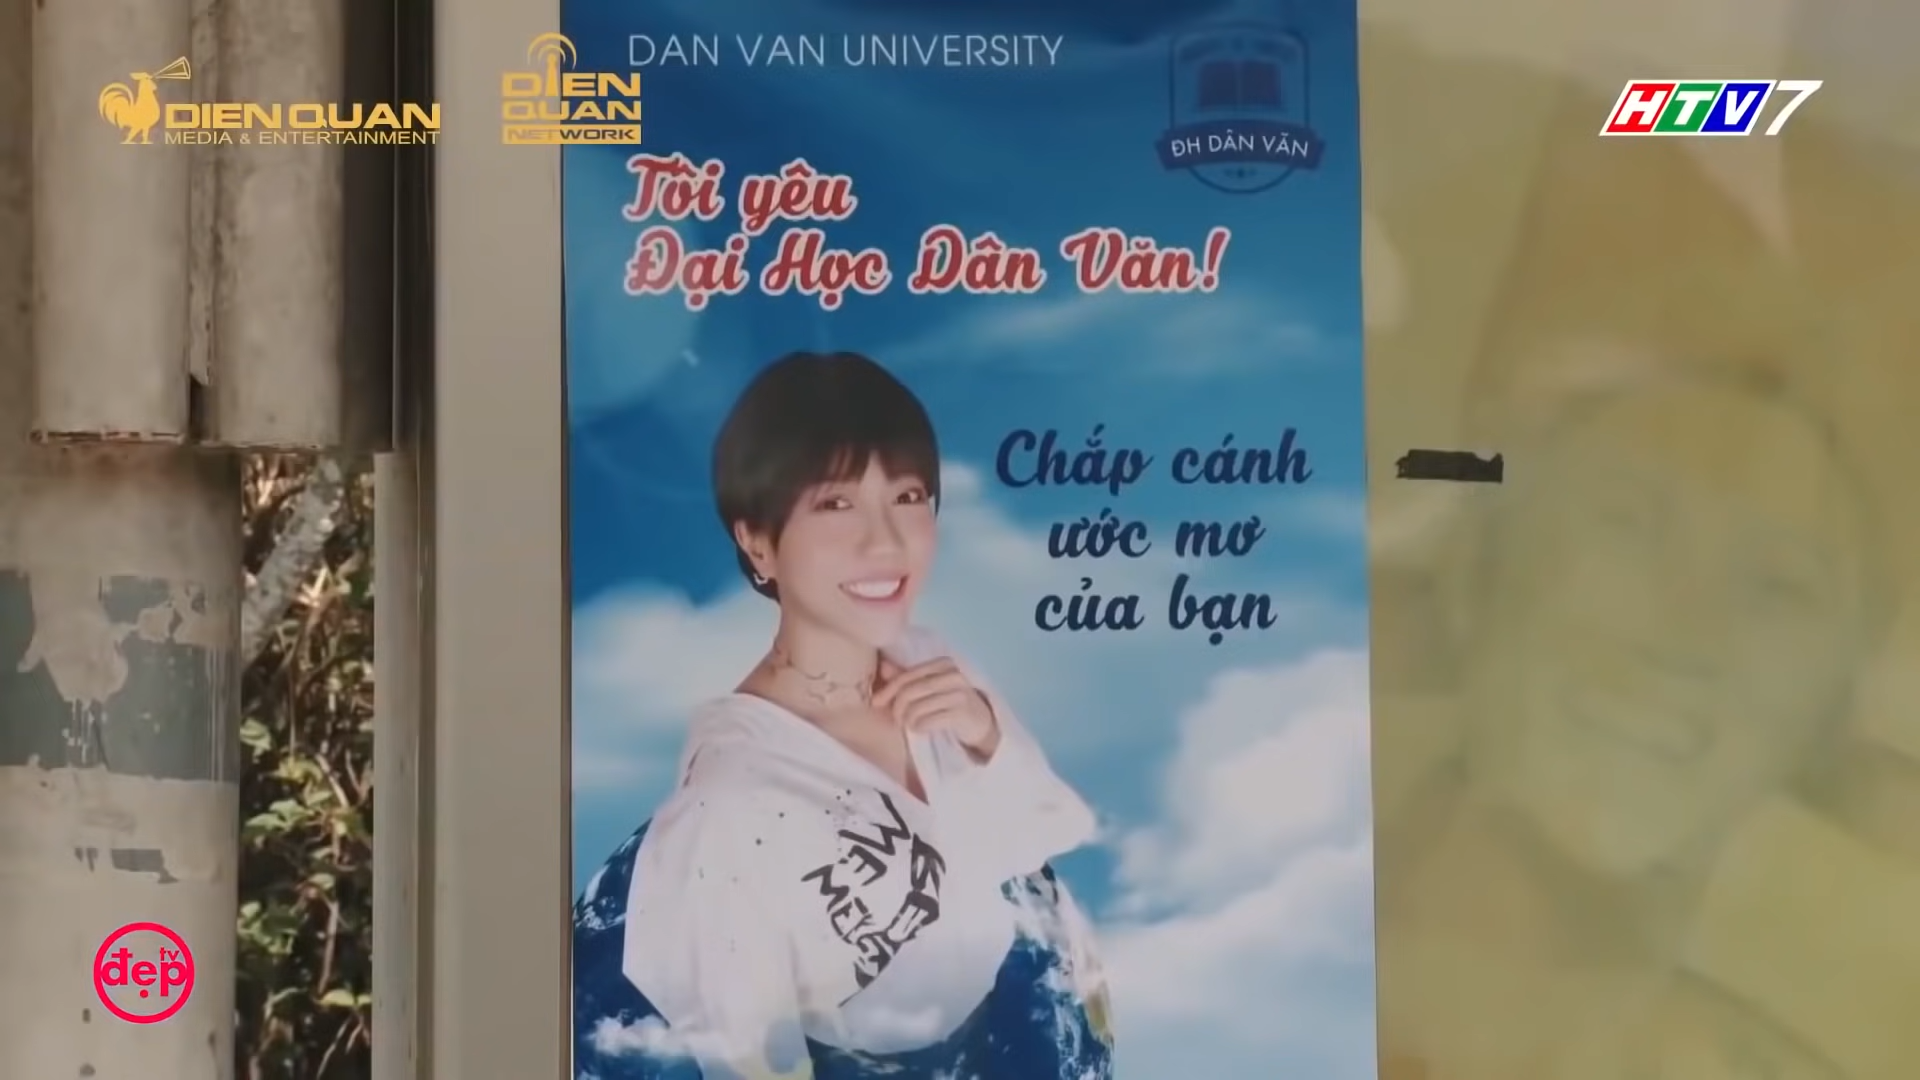 DIEN QUAN
MEDIA & ENTERTAINMENT
DIEN
QUAN
NETWORK
DAN VAN UNIVERSITY
ĐH DÂN VĂN
HTV7
Tôi yêu
Đại Học Dân Văn!
Chắp cánh
ước mơ
của bạn
đẹp
tv